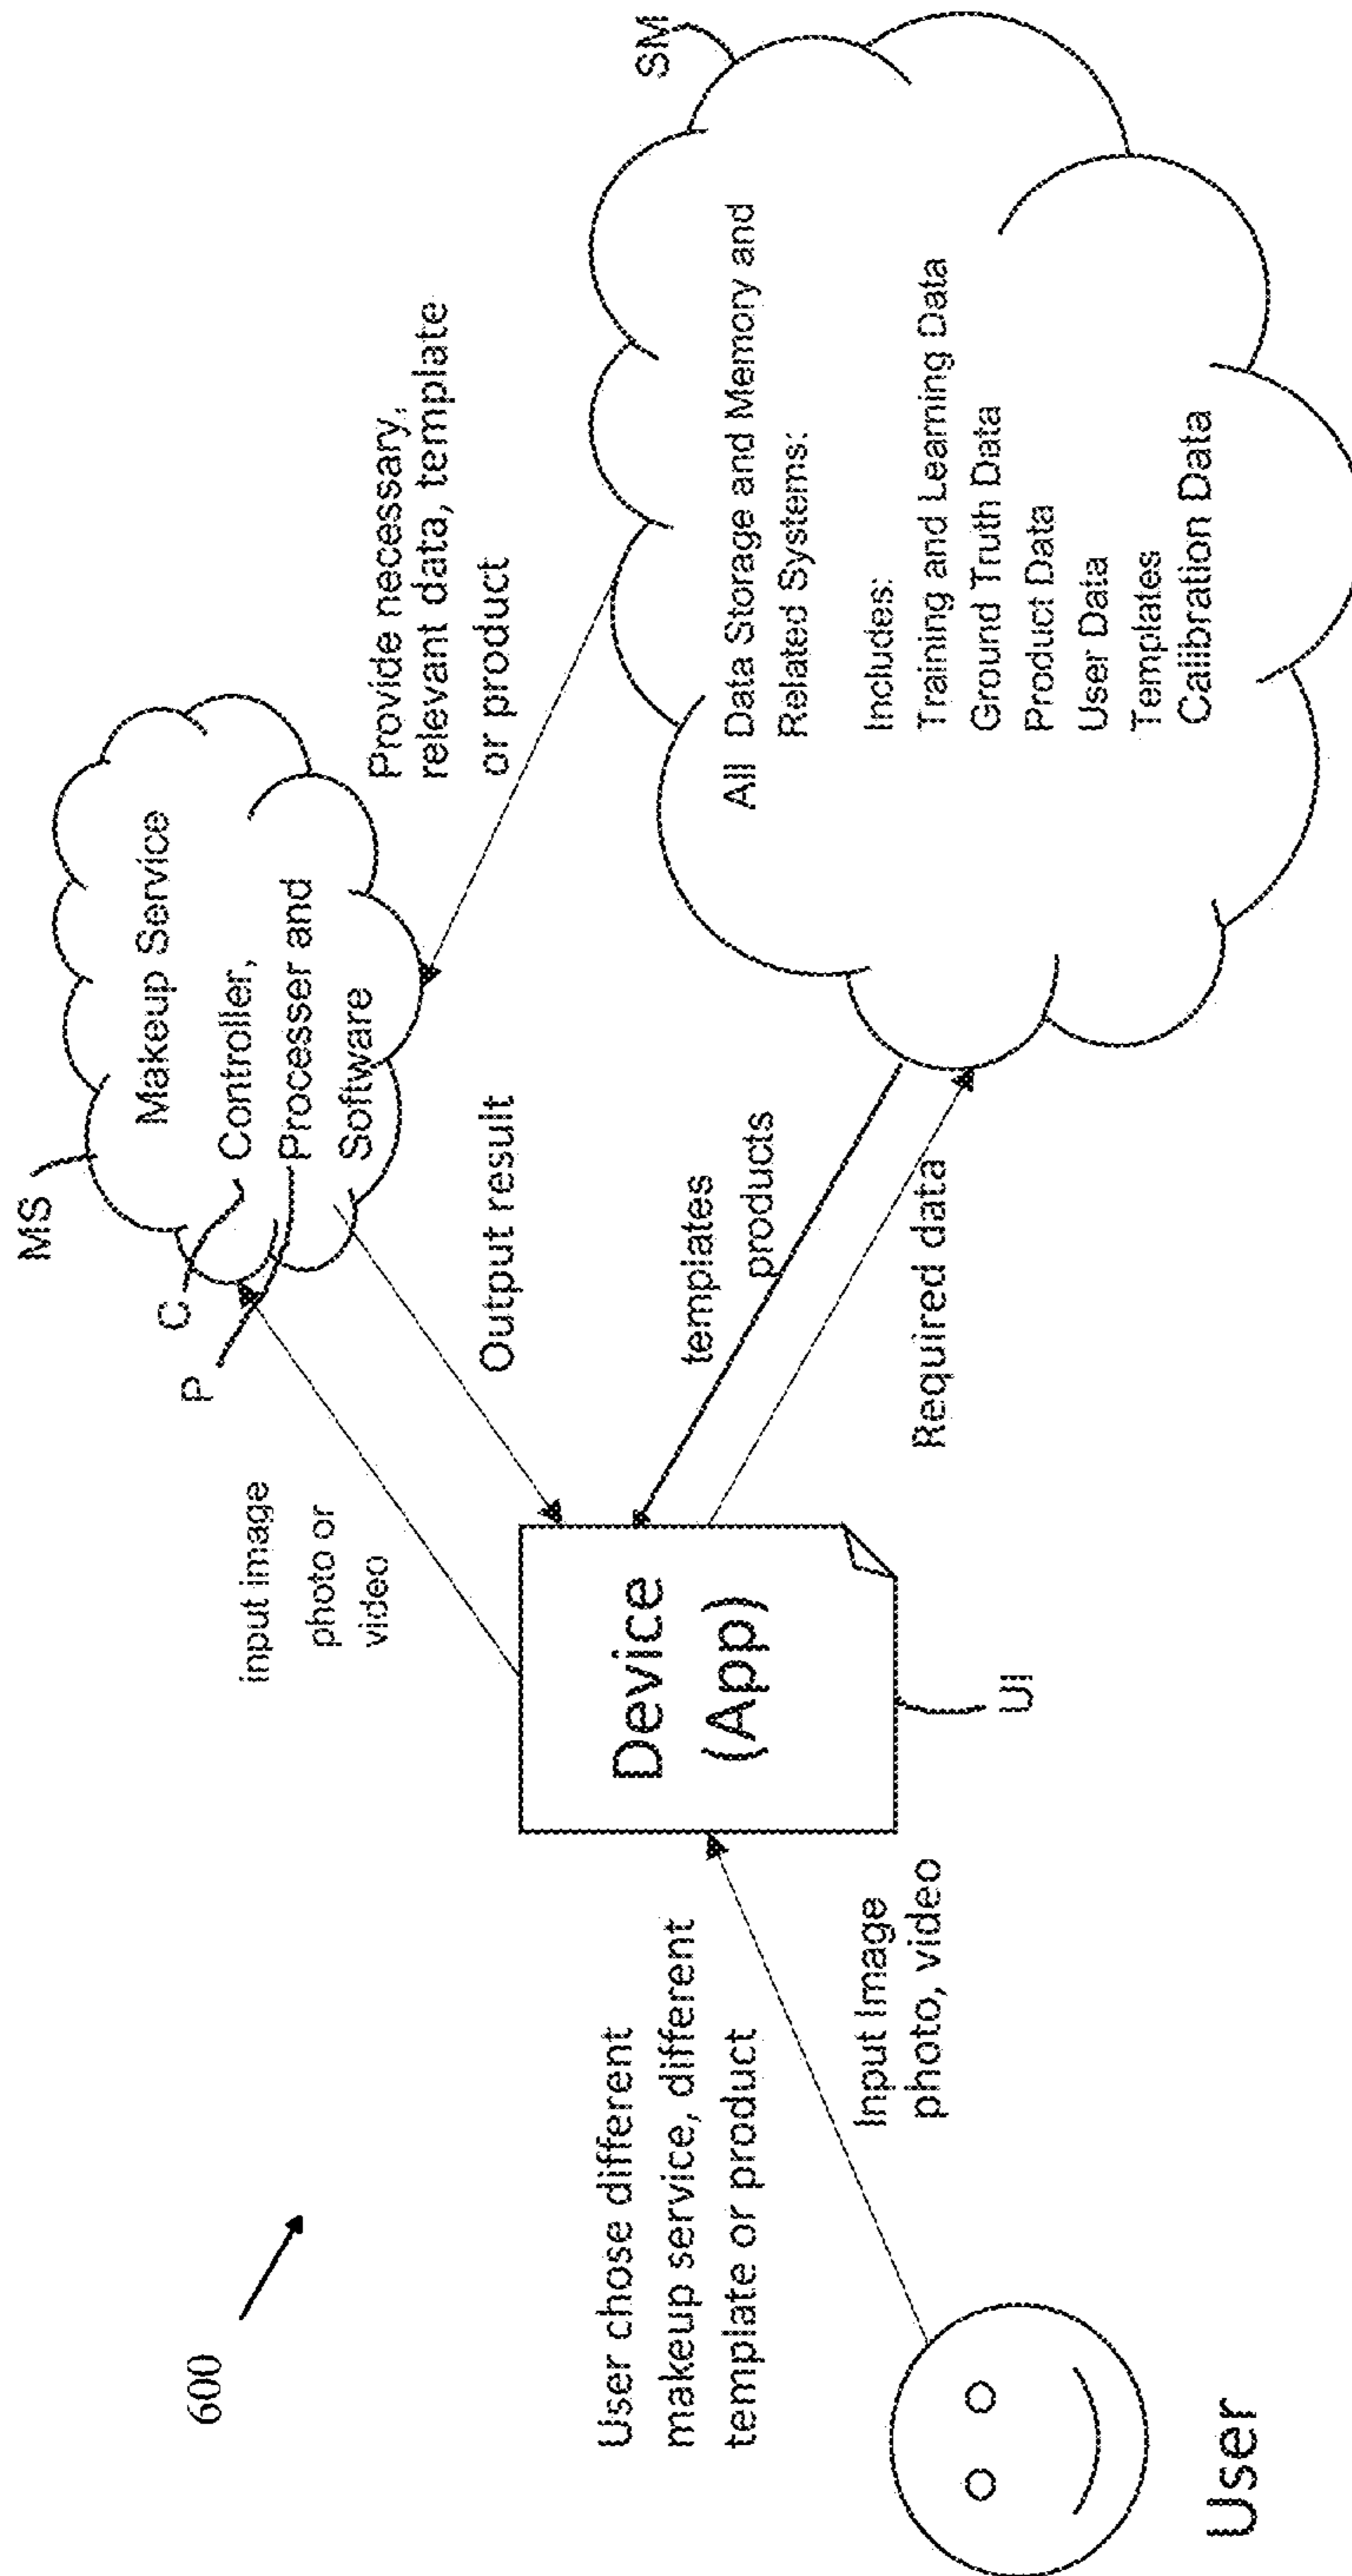 600
User chose different
makeup service, different
template or product
Input Image
photo, video
User
Device
(App)
UI
input image
photo or
video
Output result
templates
products
Required data
MS
C
P
Makeup Service
Controller,
Processer and
Software
Provide necessary,
relevant data, template
or product
SM
All Data Storage and Memory and
Related Systems:
Includes:
Training and Learning Data
Ground Truth Data
Product Data
User Data
Templates
Calibration Data